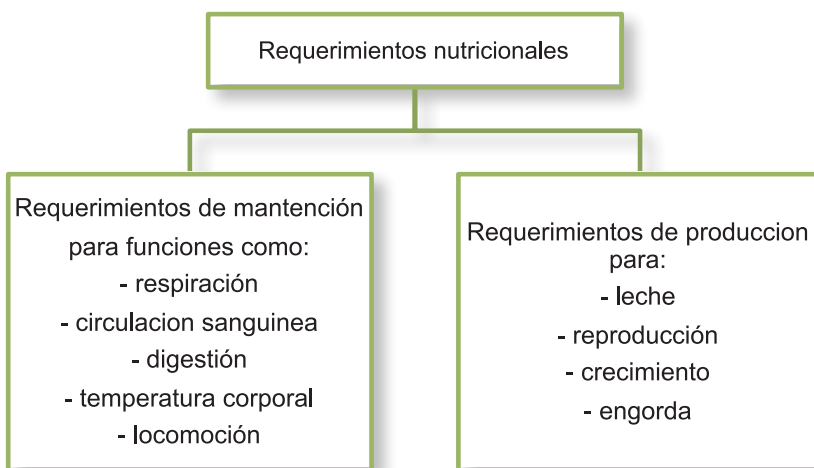 Requerimientos nutricionales
Requerimientos de mantención
para funciones como:
- respiración
- circulacion sanguinea
- digestión
- temperatura corporal
- locomoción
Requerimientos de produccion
para:
- leche
- reproducción
- crecimiento
- engorda